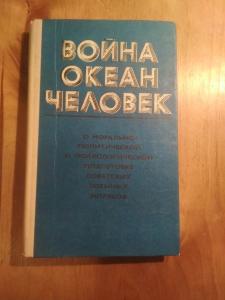 ВОЙНА
ОКЕАН
ЧЕЛОВЕК
О МОРАЛЬНО-
ПОЛИТИЧЕСКОЙ
И ПСИХОЛОГИЧЕСКОЙ
ПОДГОТОВКЕ
СОВЕТСКИХ
ВОЕННЫХ
МОРЯКОВ